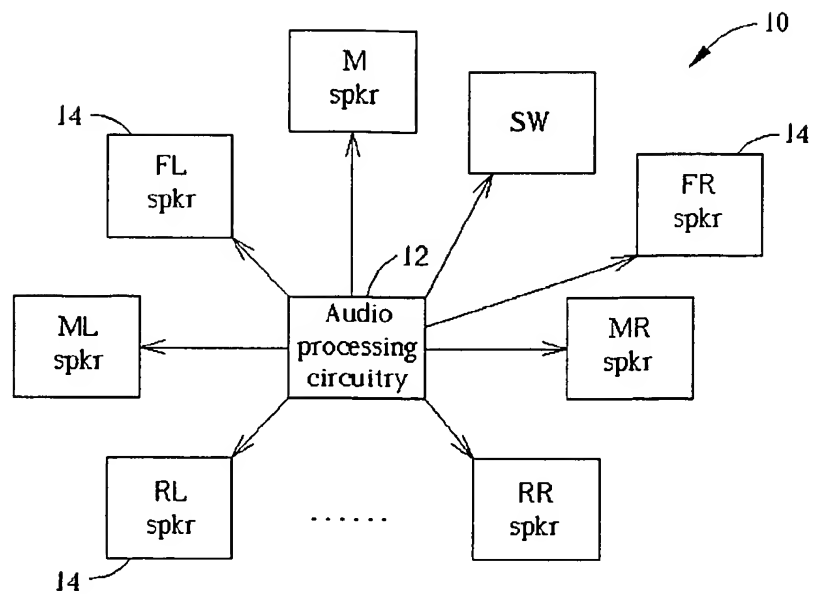 10
M
spkr
14
FL
spkr
SW
14
FR
spkr
12
Audio
processing
circuitry
ML
spkr
MR
spkr
RL
spkr
......
RR
spkr
14